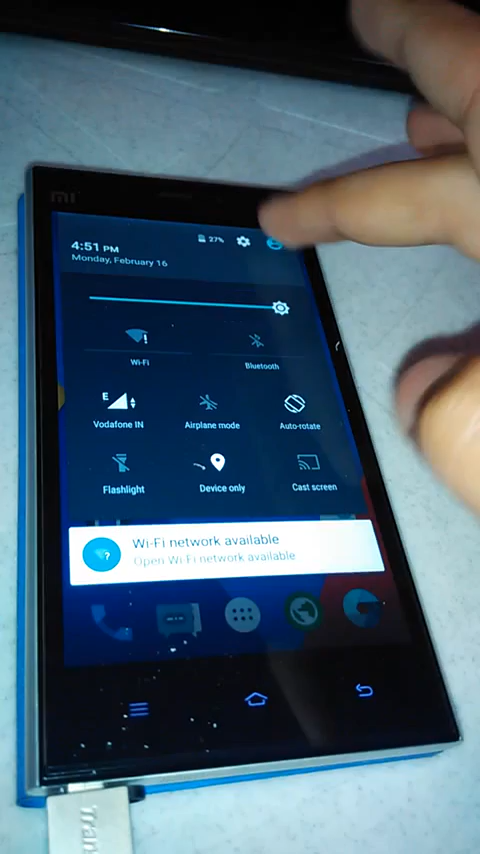 mi
27%
4:51 PM
Monday, February 16
Wi-Fi
Bluetooth
E
Vodafone IN
Airplane mode
Auto-rotate
Flashlight
Device only
Cast screen
Wi-Fi network available
Open Wi-Fi network available
Trans